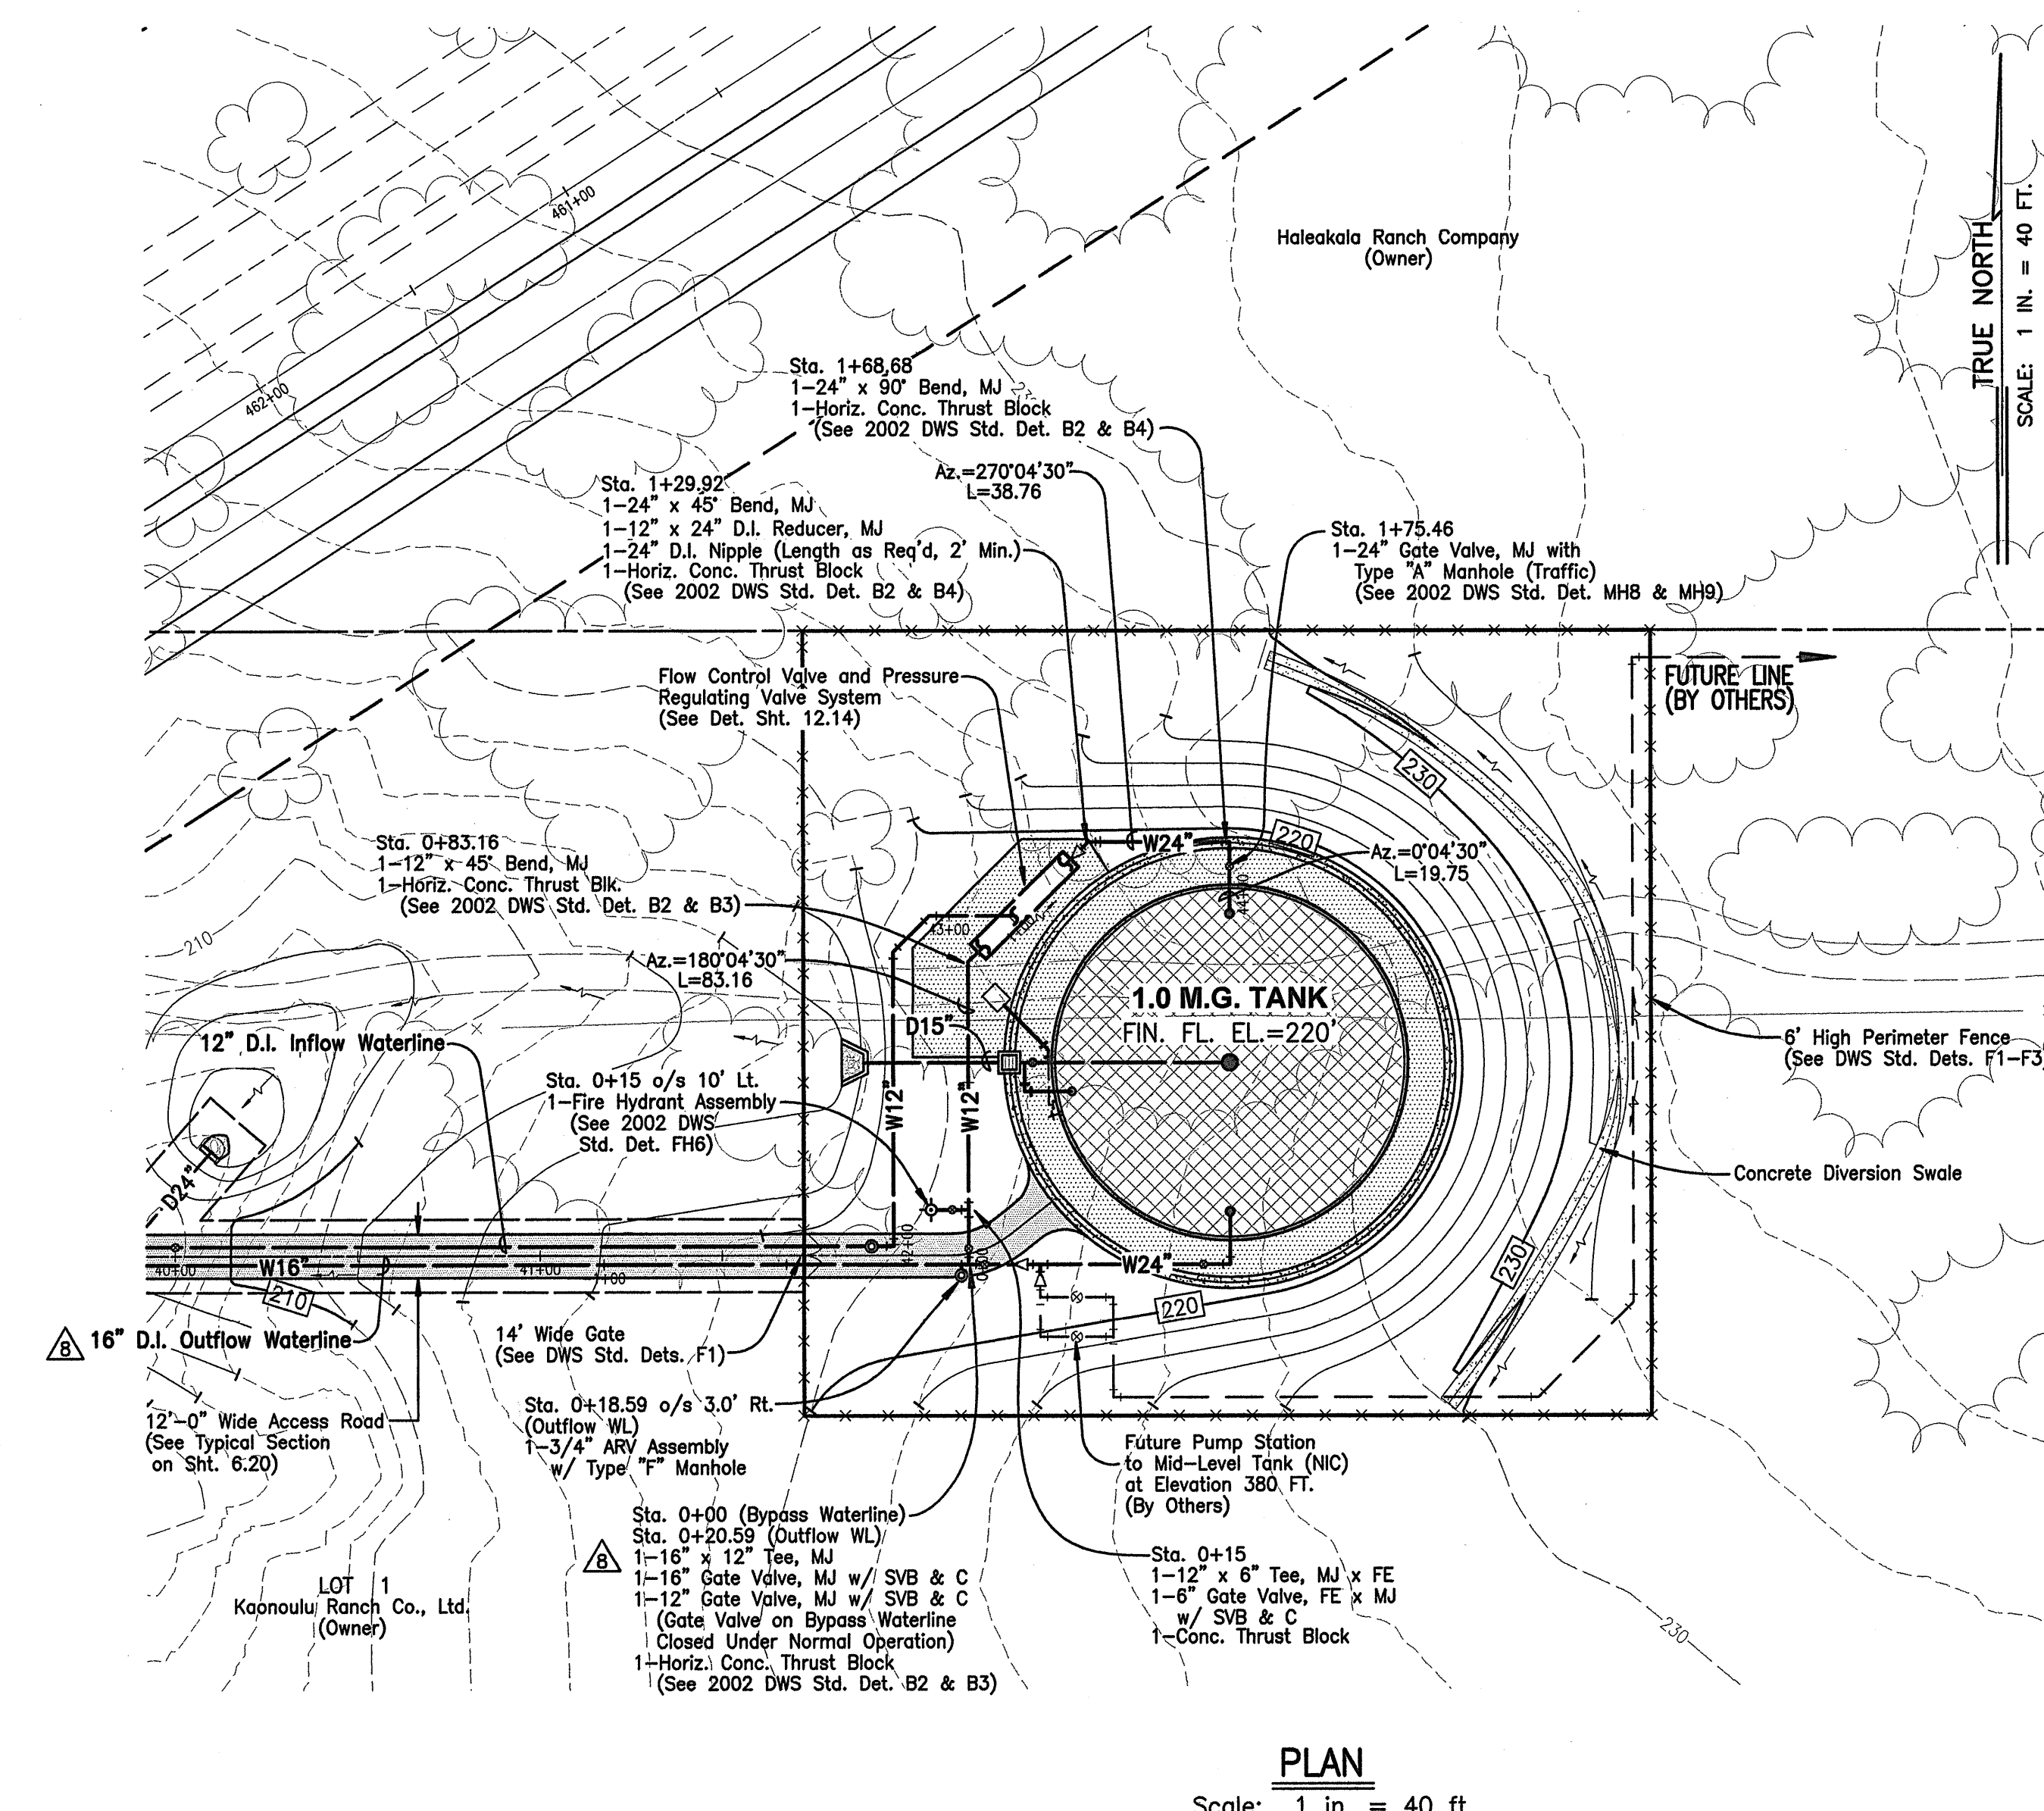 461+00
462+00
Haleakala Ranch Company
(Owner)
TRUE NORTH
SCALE: 1 IN. = 40 FT.
Sta. 1+68.68
1-24" x 90° Bend, MJ
1-Horiz. Conc. Thrust Block
(See 2002 DWS Std. Det. B2 & B4)
Az.=270°04'30"
L=38.76
Sta. 1+29.92
1-24" x 45° Bend, MJ
1-12" x 24" D.I. Reducer, MJ
1-24" D.I. Nipple (Length as Req'd, 2' Min.)
1-Horiz. Conc. Thrust Block
(See 2002 DWS Std. Det. B2 & B4)
Sta. 1+75.46
1-24" Gate Valve, MJ with
Type "A" Manhole (Traffic)
(See 2002 DWS Std. Det. MH8 & MH9)
Flow Control Valve and Pressure
Regulating Valve System
(See Det. Sht. 12.14)
FUTURE LINE
(BY OTHERS)
230
220
W24"
Az.=0°04'30"
L=19.75
Sta. 0+83.16
1-12" x 45° Bend, MJ
1-Horiz. Conc. Thrust Blk.
(See 2002 DWS Std. Det. B2 & B3)
43+00
210
Az.=180°04'30"
L=83.16
1.0 M.G. TANK
FIN. FL. EL.=220'
D15"
12" D.I. Inflow Waterline
6' High Perimeter Fence
(See DWS Std. Dets. F1-F3
Sta. 0+15 o/s 10' Lt.
1-Fire Hydrant Assembly
(See 2002 DWS
Std. Det. FH6)
W12"
W12"
D24"
Concrete Diversion Swale
42+00
40+00
W16"
41+00
W24"
230
210
220
8
16" D.I. Outflow Waterline
14' Wide Gate
(See DWS Std. Dets. F1)
12'-0" Wide Access Road
(See Typical Section
on Sht. 6.20)
Sta. 0+18.59 o/s 3.0' Rt.
(Outflow WL)
1-3/4" ARV Assembly
w/ Type "F" Manhole
Future Pump Station
to Mid-Level Tank (NIC)
at Elevation 380 FT.
(By Others)
8
Sta. 0+00 (Bypass Waterline)
Sta. 0+20.59 (Outflow WL)
1-16" x 12" Tee, MJ
1-16" Gate Valve, MJ w/ SVB & C
1-12" Gate Valve, MJ w/ SVB & C
(Gate Valve on Bypass Waterline
Closed Under Normal Operation)
1-Horiz. Conc. Thrust Block
(See 2002 DWS Std. Det. B2 & B3)
Sta. 0+15
1-12" x 6" Tee, MJ x FE
1-6" Gate Valve, FE x MJ
w/ SVB & C
1-Conc. Thrust Block
LOT 1
Kaonoulu Ranch Co., Ltd.
(Owner)
230
PLAN
Scale: 1 in. = 40 ft.